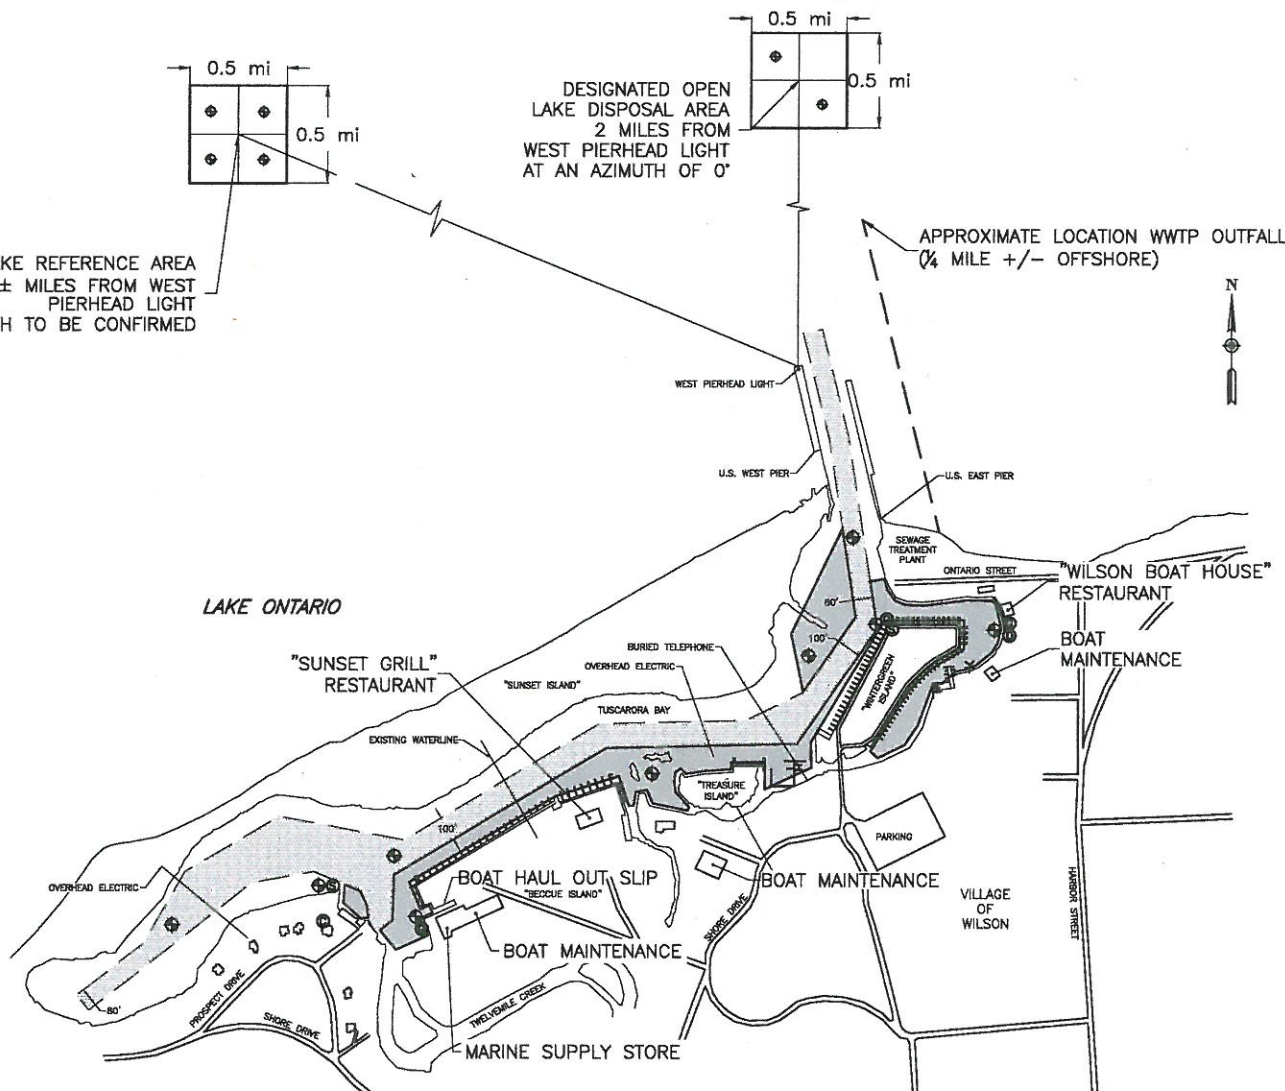 0.5 mi
0.5 mi
0.5 mi
0.5 mi
DESIGNATED OPEN
LAKE DISPOSAL AREA
2 MILES FROM
WEST PIERHEAD LIGHT
AT AN AZIMUTH OF 0°
APPROXIMATE LOCATION WWTP OUTFALL
(¼ MILE +/- OFFSHORE)
REFERENCE AREA
± MILES FROM WEST
PIERHEAD LIGHT
TO BE CONFIRMED
N
WEST PIERHEAD LIGHT
U.S. WEST PIER
U.S. EAST PIER
SEWAGE
TREATMENT
PLANT
ONTARIO STREET
"WILSON BOAT HOUSE"
RESTAURANT
LAKE ONTARIO
60'
100'
BOAT
MAINTENANCE
BURIED TELEPHONE
OVERHEAD ELECTRIC
"SUNSET GRILL"
RESTAURANT
"SUNSET ISLAND"
"WINTERGREEN
ISLAND"
TUSCARORA BAY
EXISTING WATERLINE
"TREASURE
ISLAND"
100'
PARKING
OVERHEAD ELECTRIC
BOAT HAUL OUT SLIP
"BECCUE ISLAND"
BOAT MAINTENANCE
VILLAGE
OF
WILSON
HARBOR STREET
SHORE DRIVE
BOAT MAINTENANCE
PROSPECT DRIVE
80'
SHORE DRIVE
TWELVEMILE CREEK
MARINE SUPPLY STORE